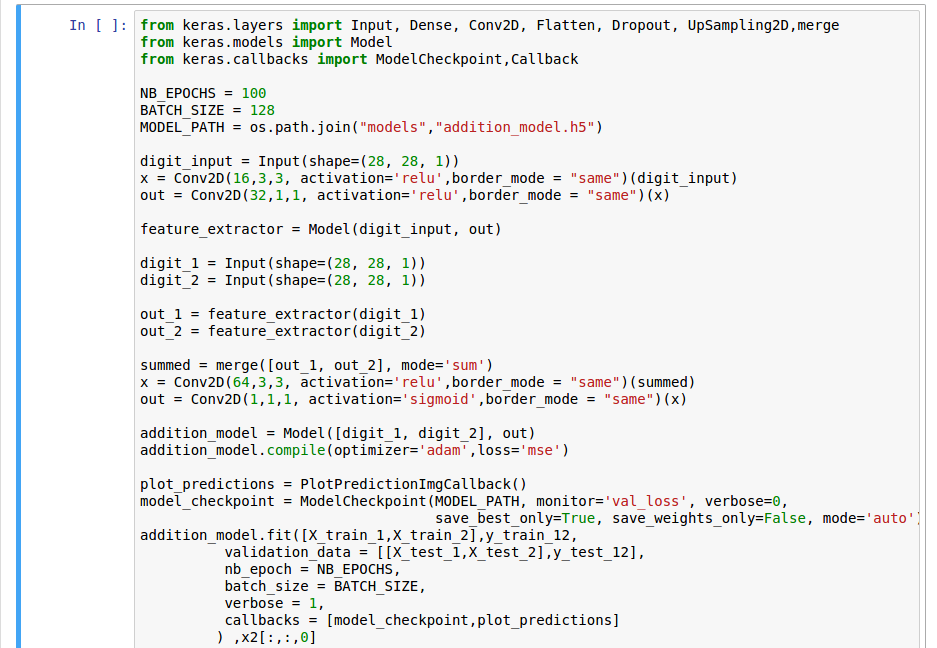 In [ ]:
from keras.layers import Input, Dense, Conv2D, Flatten, Dropout, UpSampling2D,merge
from keras.models import Model
from keras.callbacks import ModelCheckpoint,Callback

NB_EPOCHS = 100
BATCH_SIZE = 128
MODEL_PATH = os.path.join("models","addition_model.h5")

digit_input = Input(shape=(28, 28, 1))
x = Conv2D(16,3,3, activation='relu',border_mode = "same")(digit_input)
out = Conv2D(32,1,1, activation='relu',border_mode = "same")(x)

feature_extractor = Model(digit_input, out)

digit_1 = Input(shape=(28, 28, 1))
digit_2 = Input(shape=(28, 28, 1))

out_1 = feature_extractor(digit_1)
out_2 = feature_extractor(digit_2)

summed = merge([out_1, out_2], mode='sum')
x = Conv2D(64,3,3, activation='relu',border_mode = "same")(summed)
out = Conv2D(1,1,1, activation='sigmoid',border_mode = "same")(x)

addition_model = Model([digit_1, digit_2], out)
addition_model.compile(optimizer='adam',loss='mse')

plot_predictions = PlotPredictionImgCallback()
model_checkpoint = ModelCheckpoint(MODEL_PATH, monitor='val_loss', verbose=0,
                                   save_best_only=True, save_weights_only=False, mode='auto')
addition_model.fit([X_train_1,X_train_2],y_train_12,
          validation_data = [[X_test_1,X_test_2],y_test_12],
          nb_epoch = NB_EPOCHS,
          batch_size = BATCH_SIZE,
          verbose = 1,
          callbacks = [model_checkpoint,plot_predictions]
         ) ,x2[:,:,0]